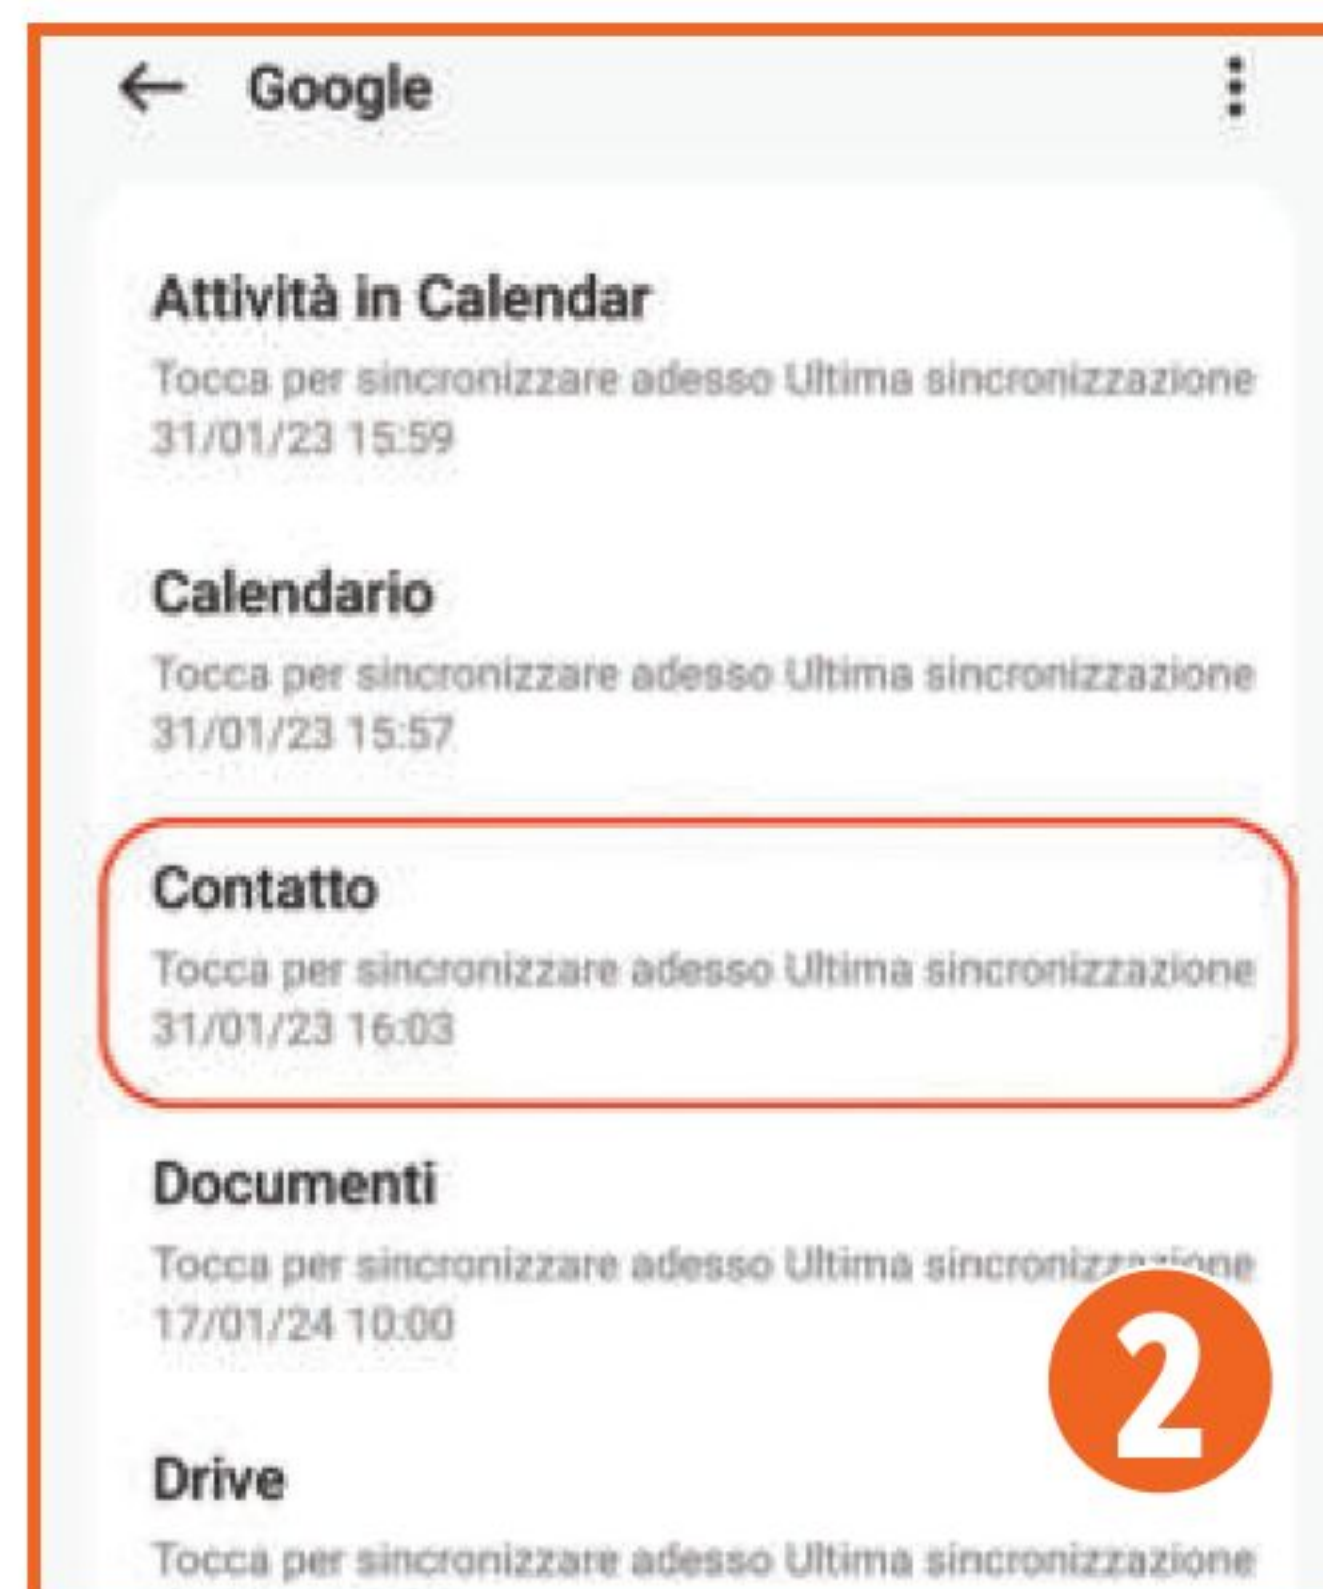 Google
Attività in Calendar
Tocca per sincronizzare adesso Ultima sincronizzazione
31/01/23 15:59
Calendario
Tocca per sincronizzare adesso Ultima sincronizzazione
31/01/23 15:57
Contatto
Tocca per sincronizzare adesso Ultima sincronizzazione
31/01/23 16:03
Documenti
Tocca per sincronizzare adesso Ultima sincronizzazione
17/01/24 10:00
2
Drive
Tocca per sincronizzare adesso Ultima sincronizzazione